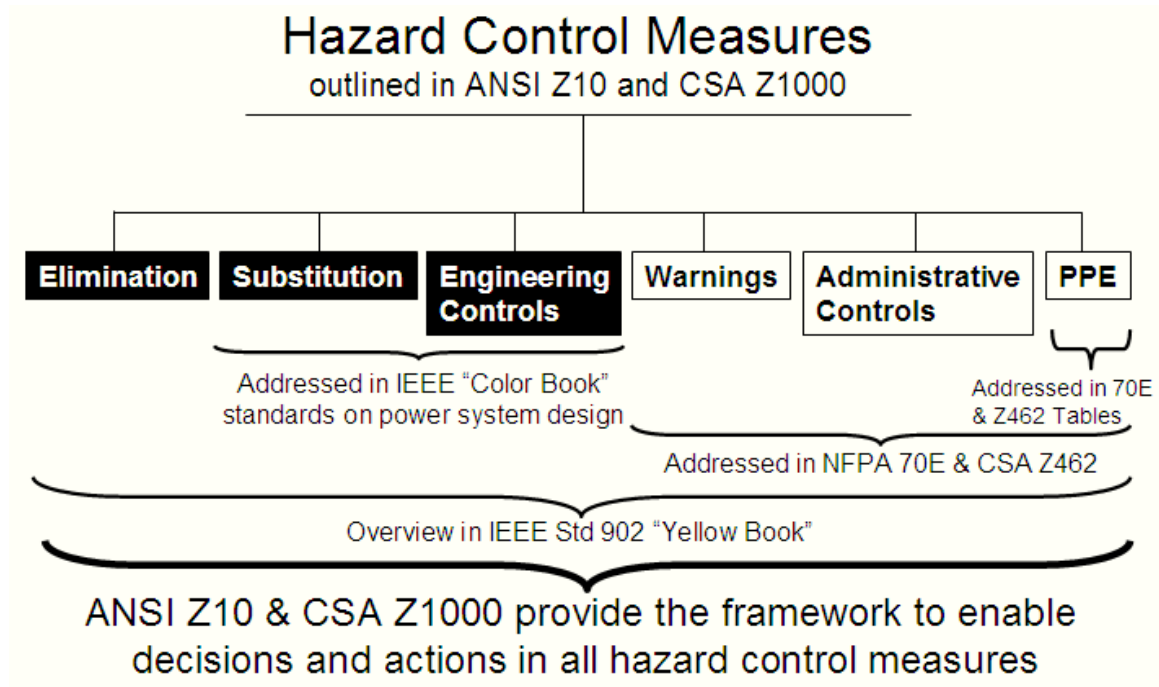 Hazard Control Measures
outlined in ANSI Z10 and CSA Z1000
Elimination
Substitution
Engineering
Controls
Warnings
Administrative
Controls
PPE
Addressed in IEEE “Color Book”
standards on power system design
Addressed in 70E
& Z462 Tables
Addressed in NFPA 70E & CSA Z462
Overview in IEEE Std 902 “Yellow Book”
ANSI Z10 & CSA Z1000 provide the framework to enable
decisions and actions in all hazard control measures